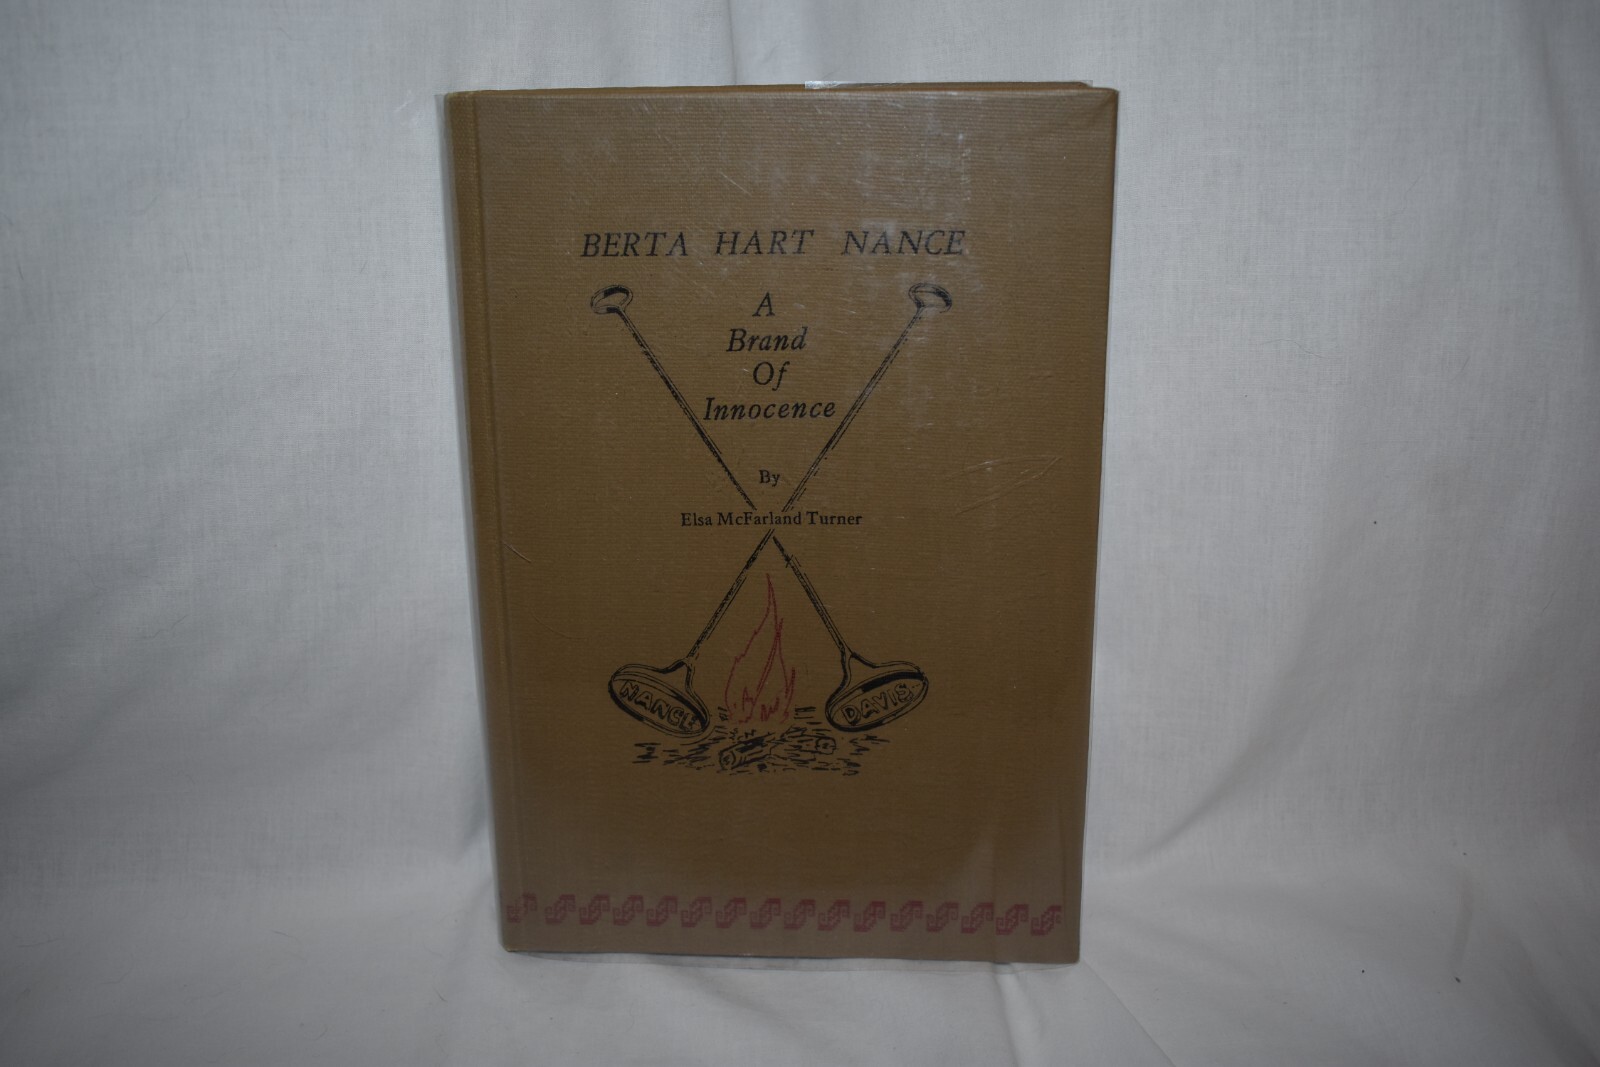 BERTA HART NANCE
A
Brand
Of
Innocence
By
Elsa McFarland Turner
NANCE
DAVIS